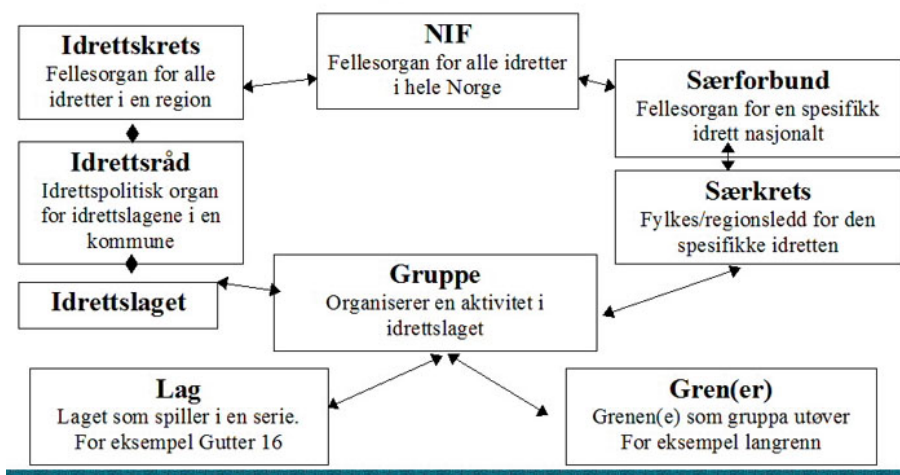 NIF
Fellesorgan for alle idretter
i hele Norge
Idrettskrets
Fellesorgan for alle
idretter i en region
Særforbund
Fellesorgan for en spesifikk
idrett nasjonalt
Idrettsråd
Idrettspolitisk organ
for idrettslagene i en
kommune
Særkrets
Fylkes/regionsledd for den
spesifikke idretten
Idrettslaget
Gruppe
Organiserer en aktivitet i
idrettslaget
Lag
Laget som spiller i en serie.
For eksempel Gutter 16
Gren(er)
Grenen(e) som gruppa utøver
For eksempel langrenn